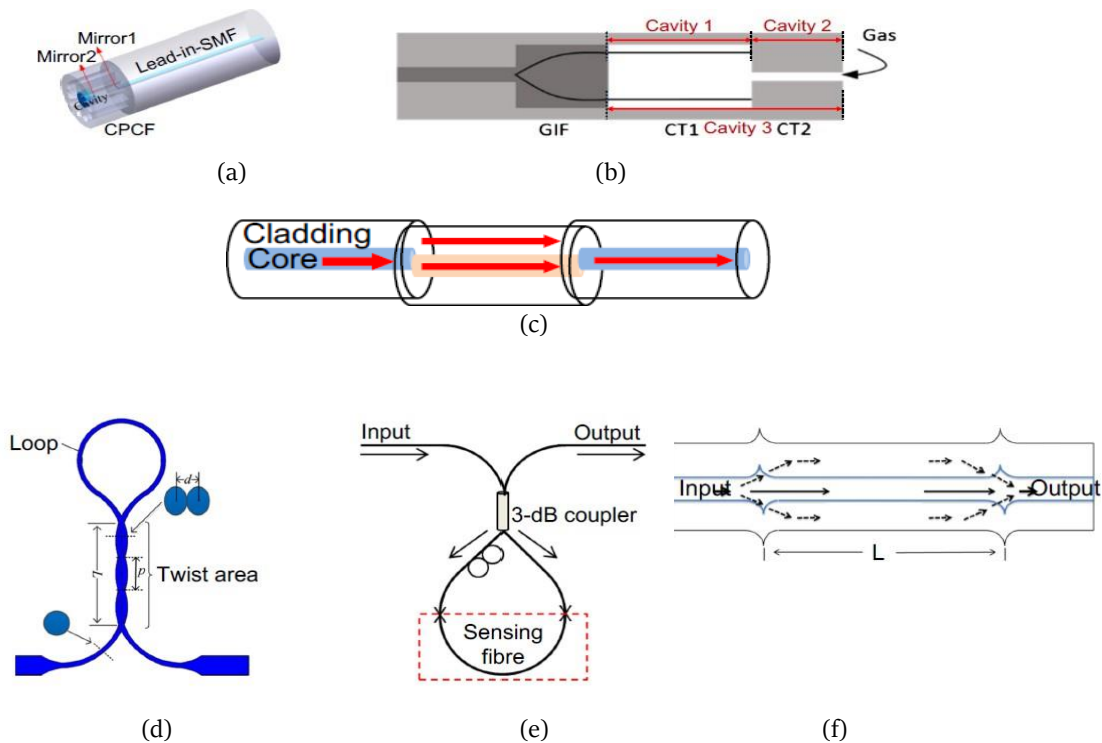 Mirror1
Mirror2
Lead-in-SMF
Cavity
CPCF
(a)
Cavity 1
Cavity 2
Gas
GIF
CT1
Cavity 3
CT2
(b)
Cladding
Core
(c)
Loop
d
L
p
Twist area
(d)
Input
Output
3-dB coupler
Sensing
fibre
(e)
Input
Output
L
(f)